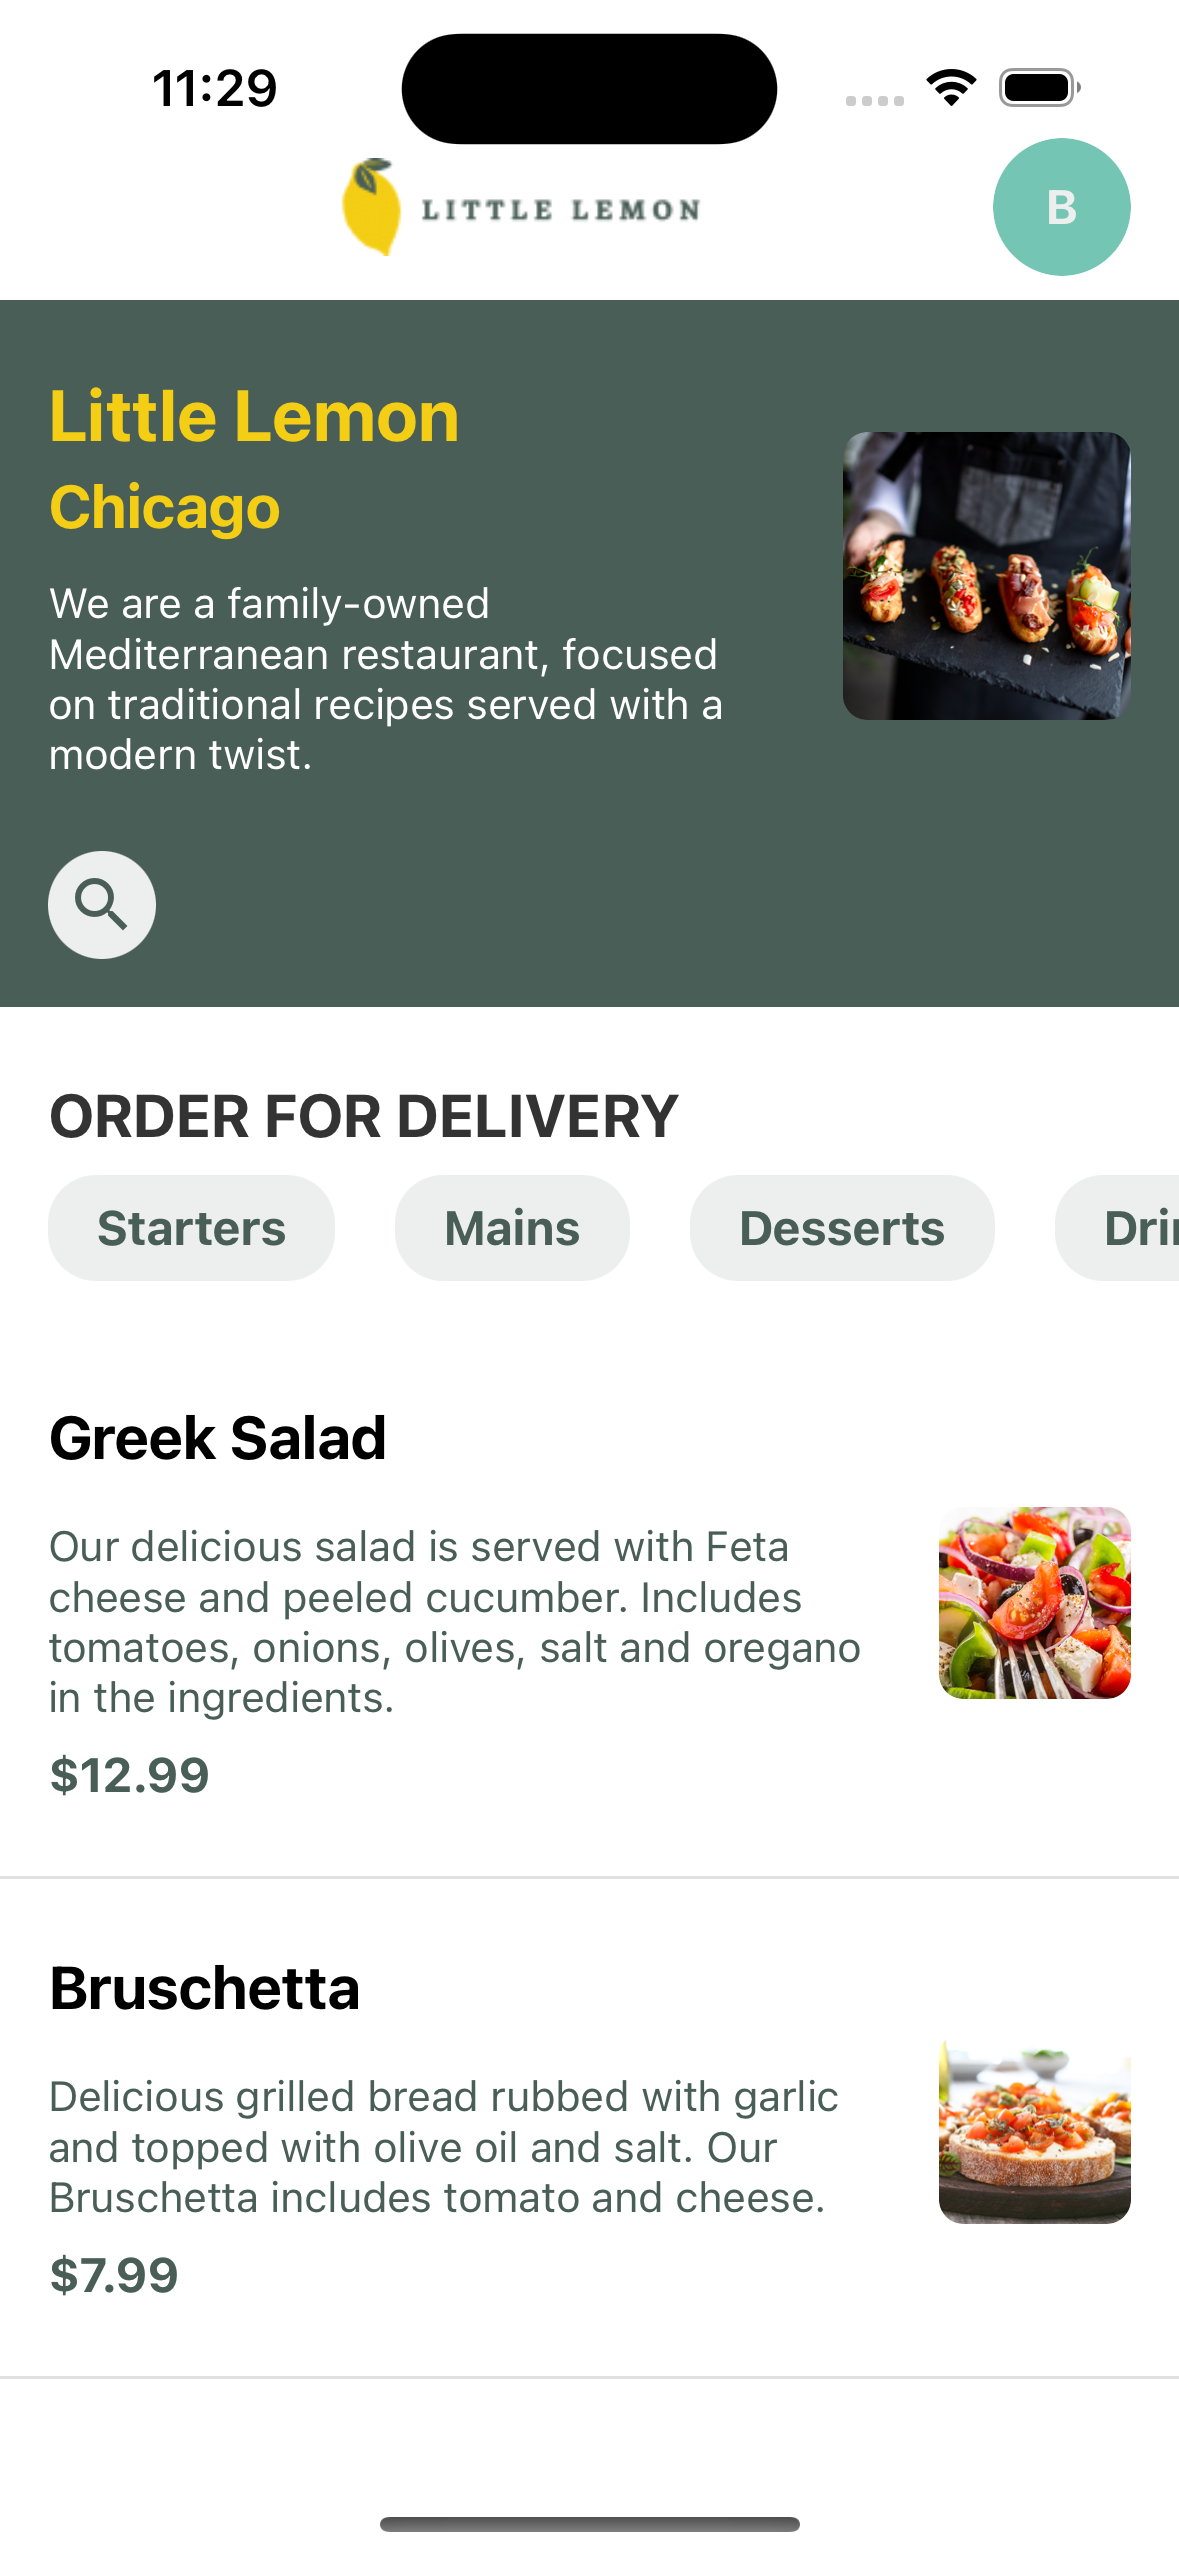 11:29
LITTLE LEMON
B
Little Lemon
Chicago
We are a family-owned
Mediterranean restaurant, focused
on traditional recipes served with a
modern twist.
ORDER FOR DELIVERY
Starters Mains Desserts
Greek Salad
Our delicious salad is served with Feta
cheese and peeled cucumber. Includes
tomatoes, onions, olives, salt and oregano
in the ingredients.
$12.99
Bruschetta
Delicious grilled bread rubbed with garlic
and topped with olive oil and salt. Our
Bruschetta includes tomato and cheese.
$7.99